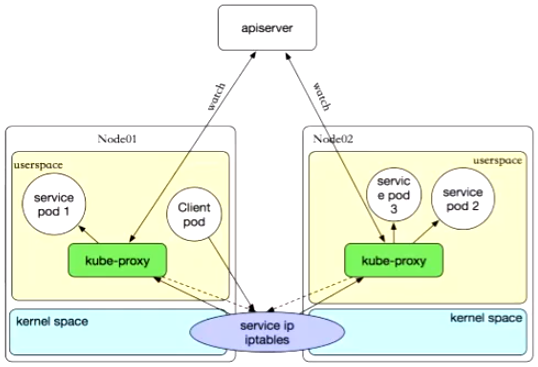 apiserver
watch
watch
Node01
Node02
userspace
userspace
service
pod 1
Client
pod
servic
e pod
3
service
pod 2
kube-proxy
kube-proxy
kernel space
kernel space
service ip
iptables